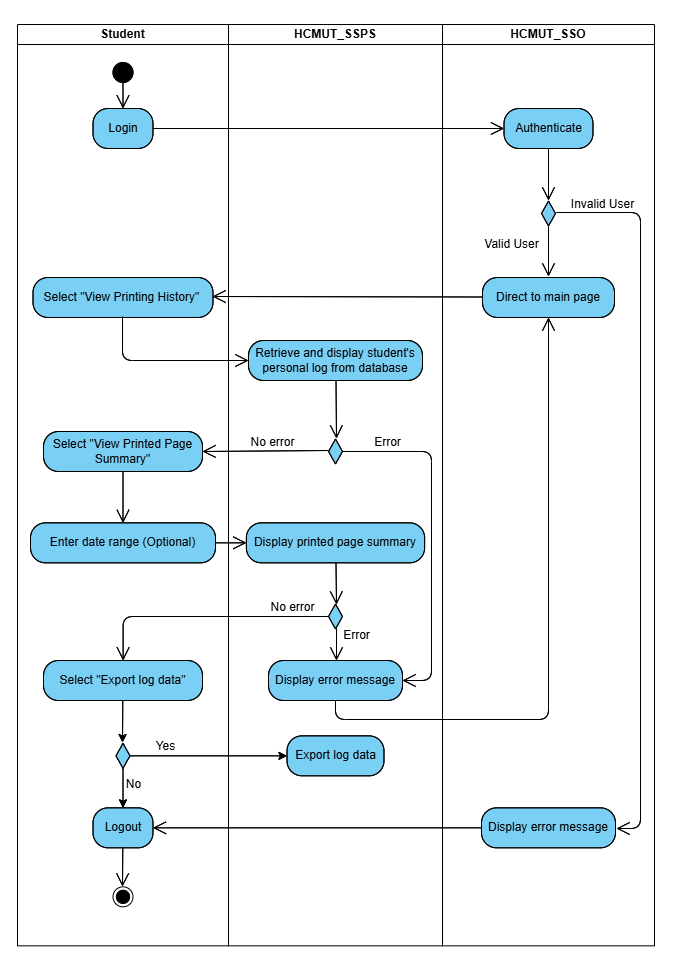 Student
HCMUT_SSPS
HCMUT_SSO
Login
Authenticate
Invalid User
Valid User
Select "View Printing History"
Direct to main page
Retrieve and display student's
personal log from database
Select "View Printed Page
Summary"
No error
Error
Enter date range (Optional)
Display printed page summary
No error
Error
Select "Export log data"
Display error message
Yes
Export log data
No
Logout
Display error message